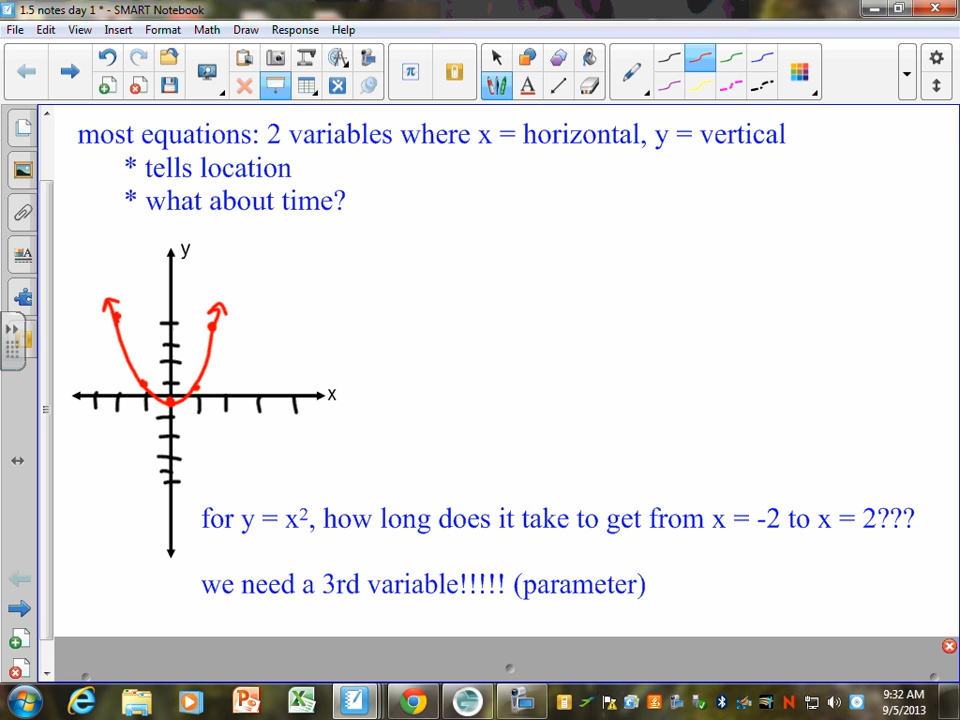 1.5 notes day 1 * - SMART Notebook
File Edit View Insert Format Math Draw Response Help
most equations: 2 variables where x = horizontal, y = vertical
* tells location
* what about time?
y
x
for y = x², how long does it take to get from x = -2 to x = 2???
we need a 3rd variable!!!!! (parameter)
9:32 AM
9/5/2013